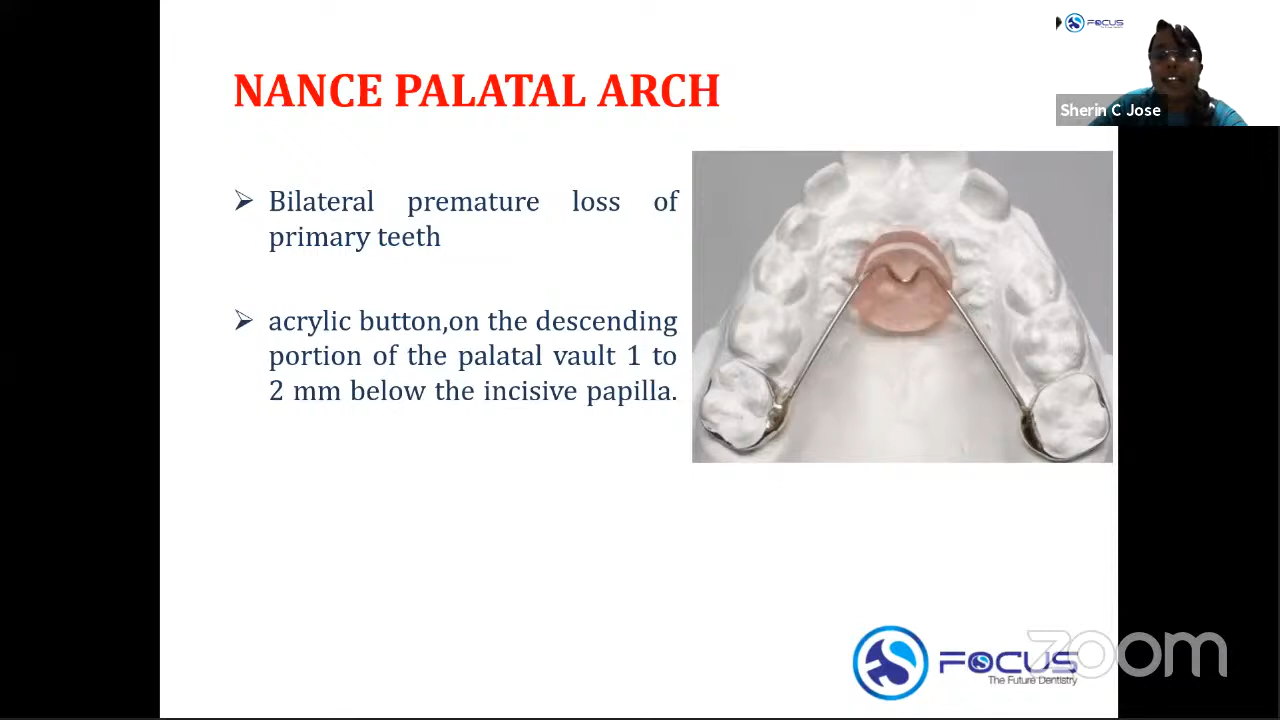 FOCUS
Sherin C Jose
NANCE PALATAL ARCH
➢ Bilateral premature loss of
primary teeth
➢ acrylic button,on the descending
portion of the palatal vault 1 to
2 mm below the incisive papilla.
FOCUS
The Future Dentistry
zoom